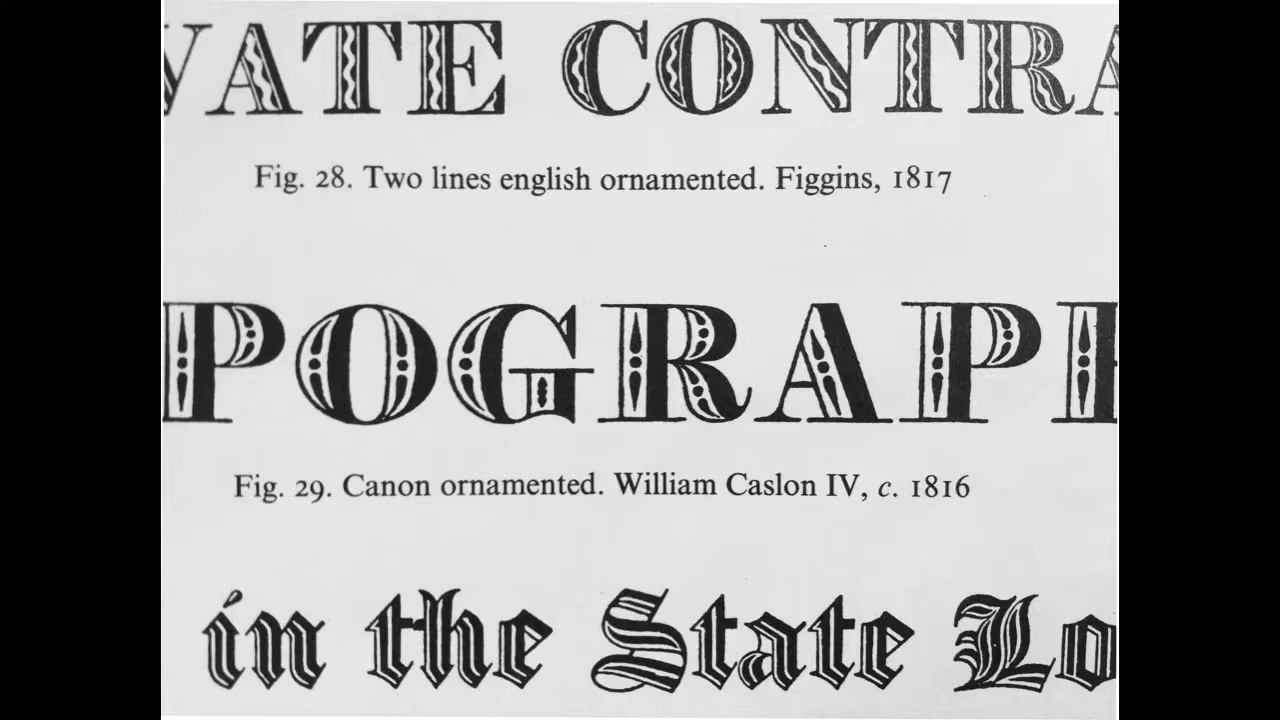 VATE CONTRA
Fig. 28. Two lines english ornamented. Figgins, 1817
POGRAPH
Fig. 29. Canon ornamented. William Caslon IV, c. 1816
in the State Lo